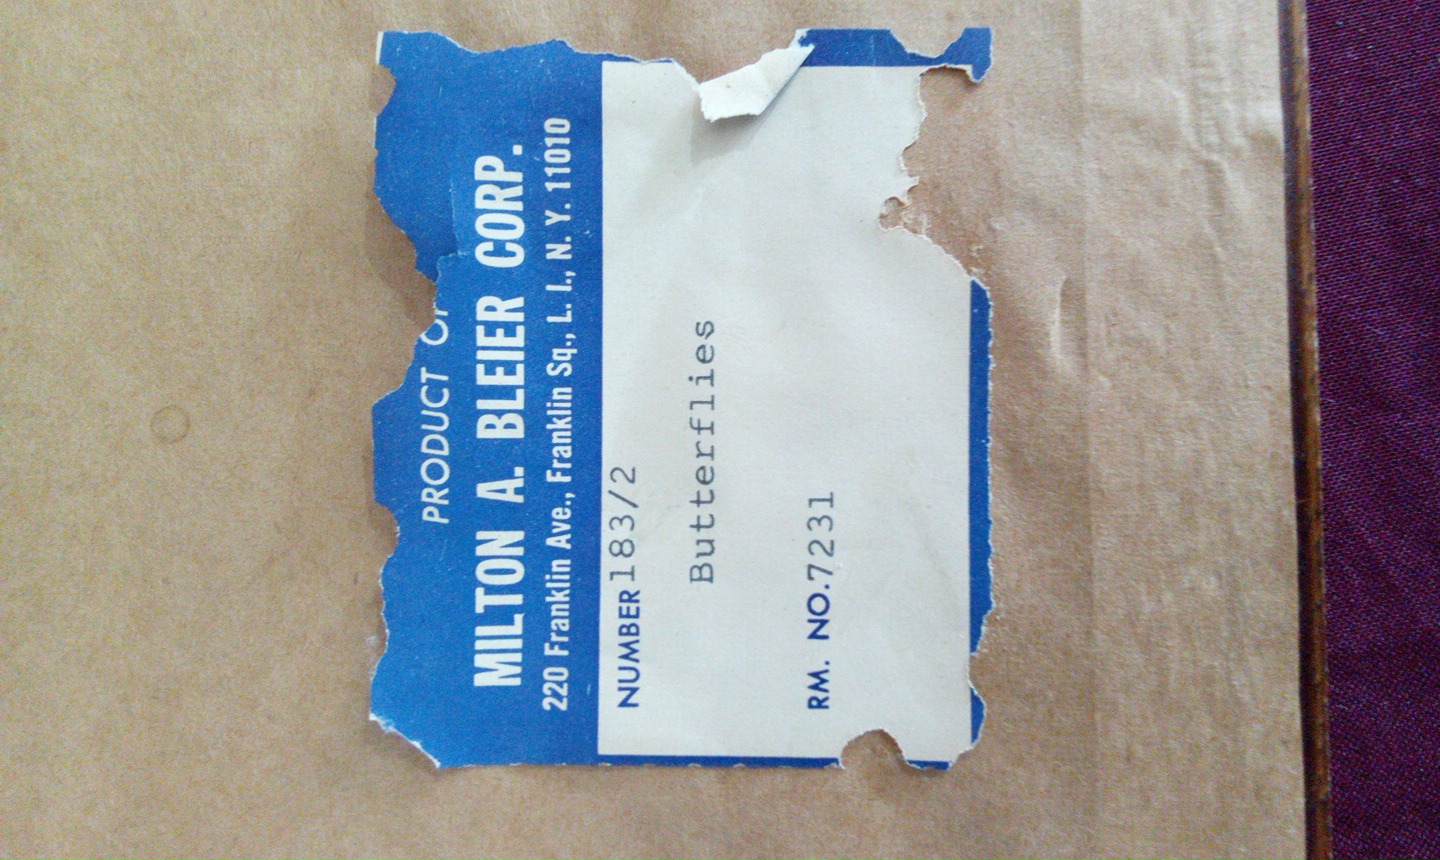 PRODUCT OF
MILTON A. BLEIER CORP.
220 Franklin Ave., Franklin Sq., L. I., N. Y. 11010
NUMBER 183/2
Butterflies
RM. NO. 7231